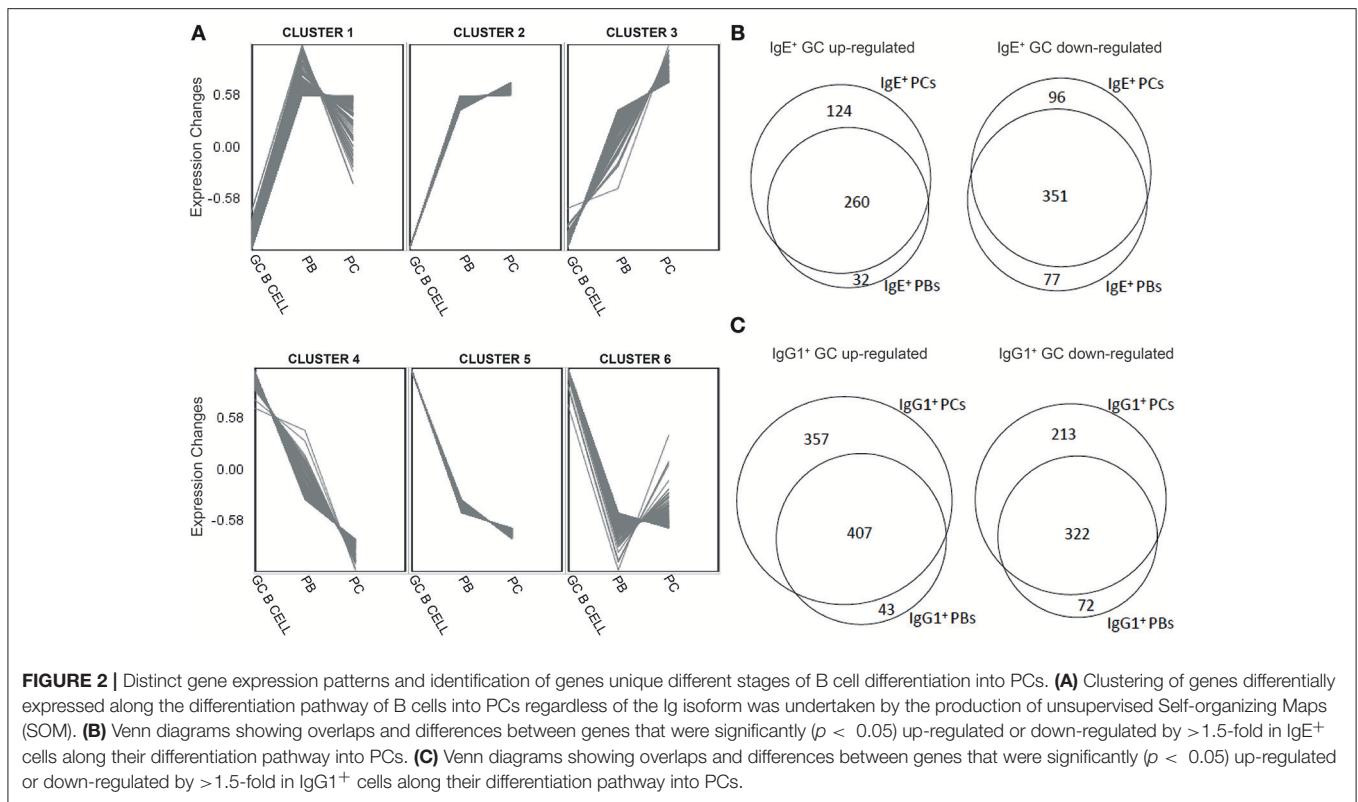 A
CLUSTER 1
CLUSTER 2
CLUSTER 3
Expression Changes
0.58
0.00
-0.58
GC B CELL
PB
PC
GC B CELL
PB
PC
GC B CELL
PB
PC
CLUSTER 4
CLUSTER 5
CLUSTER 6
Expression Changes
0.58
0.00
-0.58
GC B CELL
PB
PC
GC B CELL
PB
PC
GC B CELL
PB
PC
B
IgE⁺ GC up-regulated
IgE⁺ GC down-regulated
IgE⁺ PCs
124
260
32
IgE⁺ PBs
IgE⁺ PCs
96
351
77
IgE⁺ PBs
C
IgG1⁺ GC up-regulated
IgG1⁺ GC down-regulated
IgG1⁺ PCs
357
407
43
IgG1⁺ PBs
IgG1⁺ PCs
213
322
72
IgG1⁺ PBs
FIGURE 2 | Distinct gene expression patterns and identification of genes unique different stages of B cell differentiation into PCs. (A) Clustering of genes differentially
expressed along the differentiation pathway of B cells into PCs regardless of the Ig isoform was undertaken by the production of unsupervised Self-organizing Maps
(SOM). (B) Venn diagrams showing overlaps and differences between genes that were significantly (p < 0.05) up-regulated or down-regulated by >1.5-fold in IgE⁺
cells along their differentiation pathway into PCs. (C) Venn diagrams showing overlaps and differences between genes that were significantly (p < 0.05) up-regulated
or down-regulated by >1.5-fold in IgG1⁺ cells along their differentiation pathway into PCs.